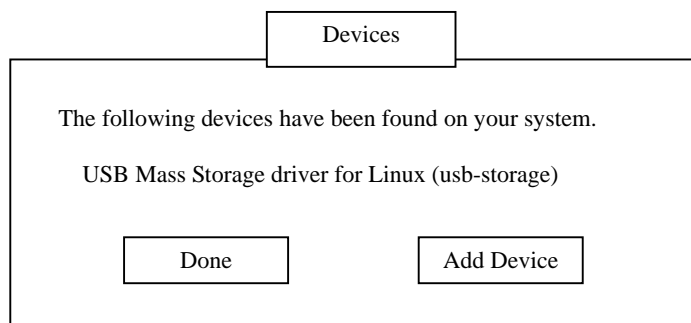 Devices
The following devices have been found on your system.
USB Mass Storage driver for Linux (usb-storage)
Done
Add Device